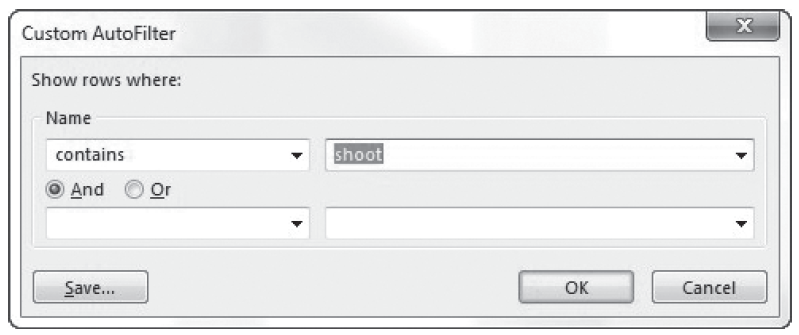 Custom AutoFilter
Show rows where:
Name
contains shoot
And Or
Save... OK Cancel